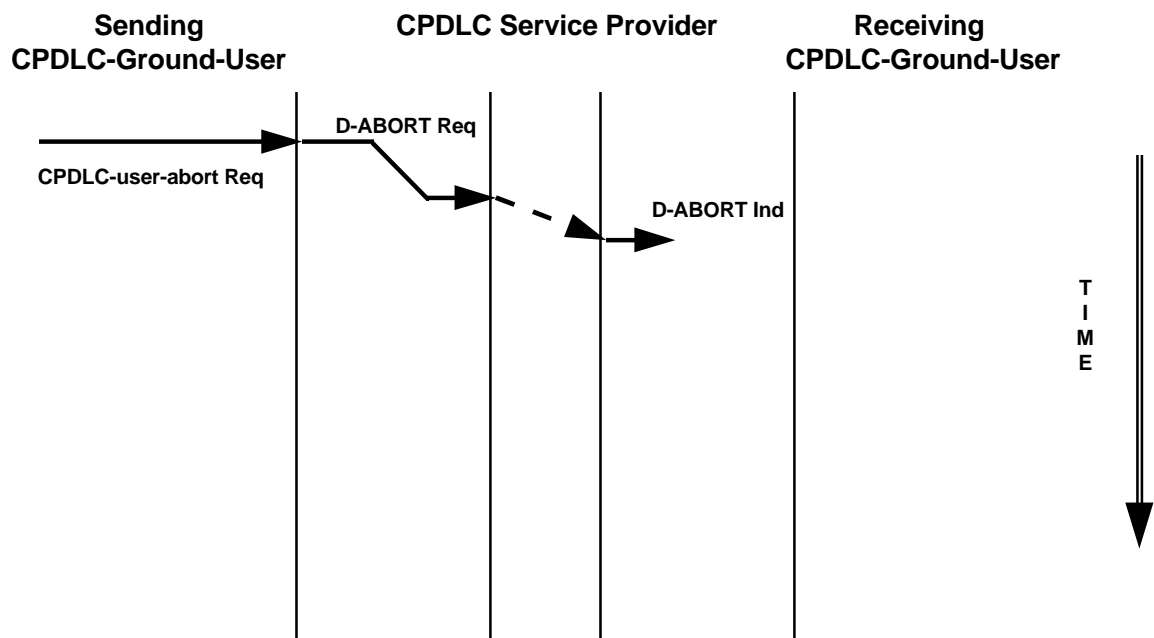 Sending
CPDLC-Ground-User
CPDLC Service Provider
Receiving
CPDLC-Ground-User
D-ABORT Req
CPDLC-user-abort Req
D-ABORT Ind
T
I
M
E